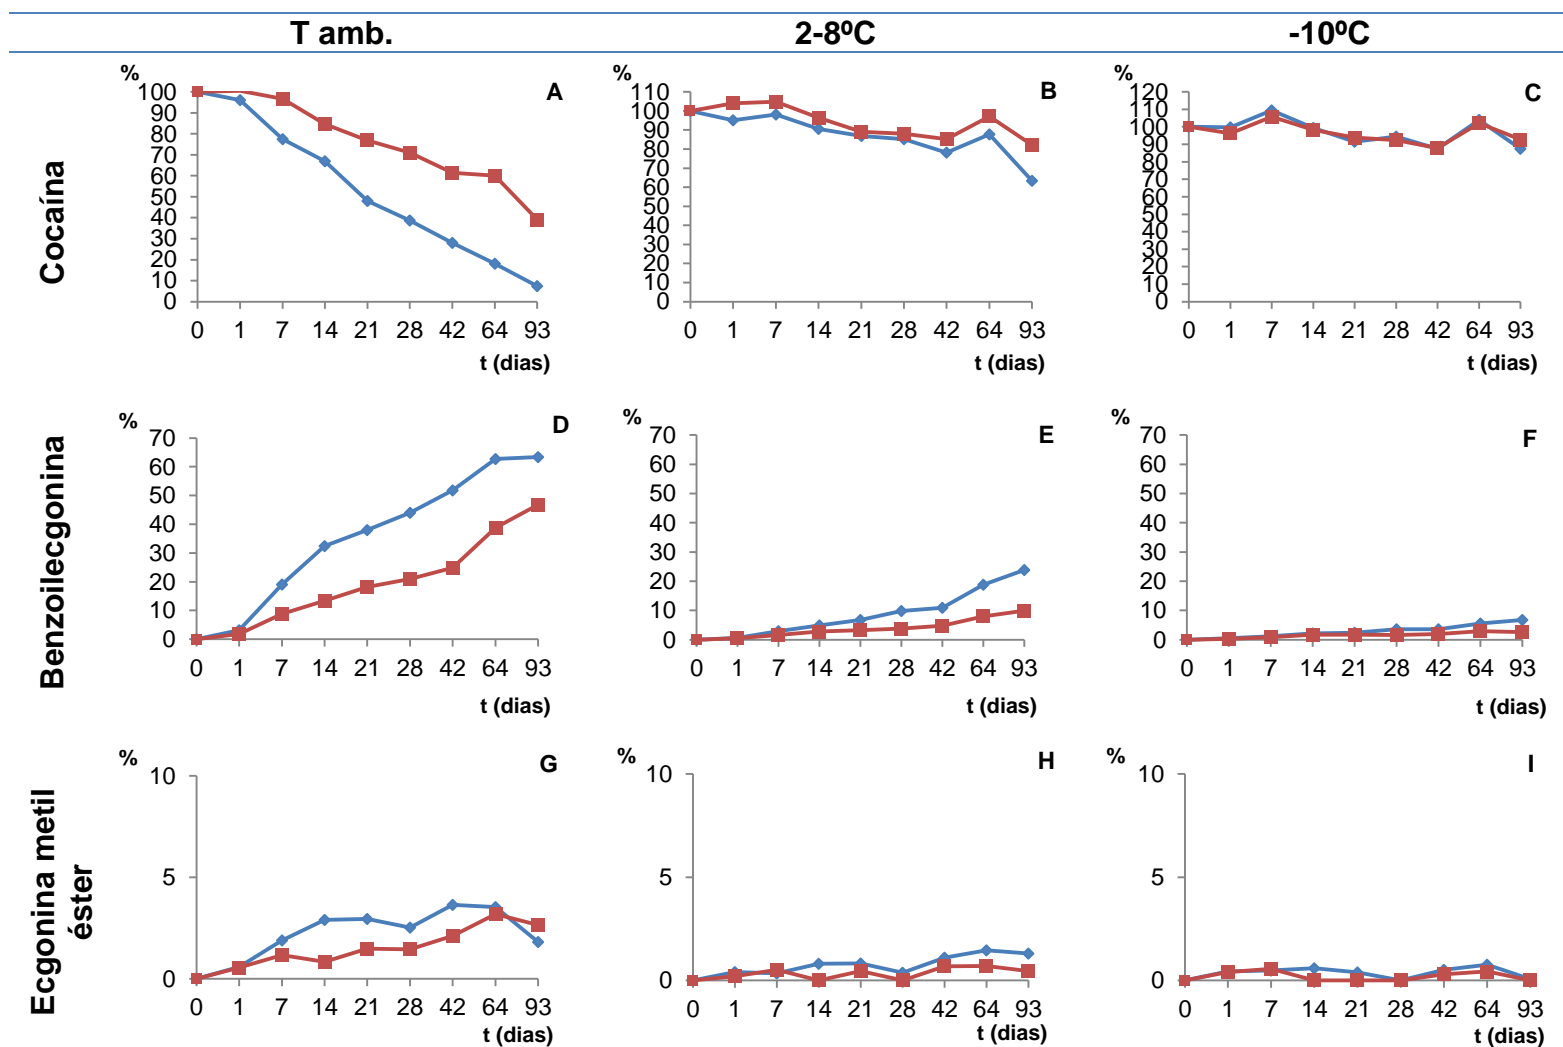 T amb. 2-8ºC -10ºC
Cocaína
% A
100
90
80
70
60
50
40
30
20
10
0
0 1 7 14 21 28 42 64 93
t (dias)
% B
110
100
90
80
70
60
50
40
30
20
10
0
0 1 7 14 21 28 42 64 93
t (dias)
% C
120
110
100
90
80
70
60
50
40
30
20
10
0
0 1 7 14 21 28 42 64 93
t (dias)
Benzoilecgonina
% D
70
60
50
40
30
20
10
0
0 1 7 14 21 28 42 64 93
t (dias)
% E
70
60
50
40
30
20
10
0
0 1 7 14 21 28 42 64 93
t (dias)
% F
70
60
50
40
30
20
10
0
0 1 7 14 21 28 42 64 93
t (dias)
Ecgonina metil
éster
% G
10
5
0
0 1 7 14 21 28 42 64 93
t (dias)
% H
10
5
0
0 1 7 14 21 28 42 64 93
t (dias)
% I
10
5
0
0 1 7 14 21 28 42 64 93
t (dias)